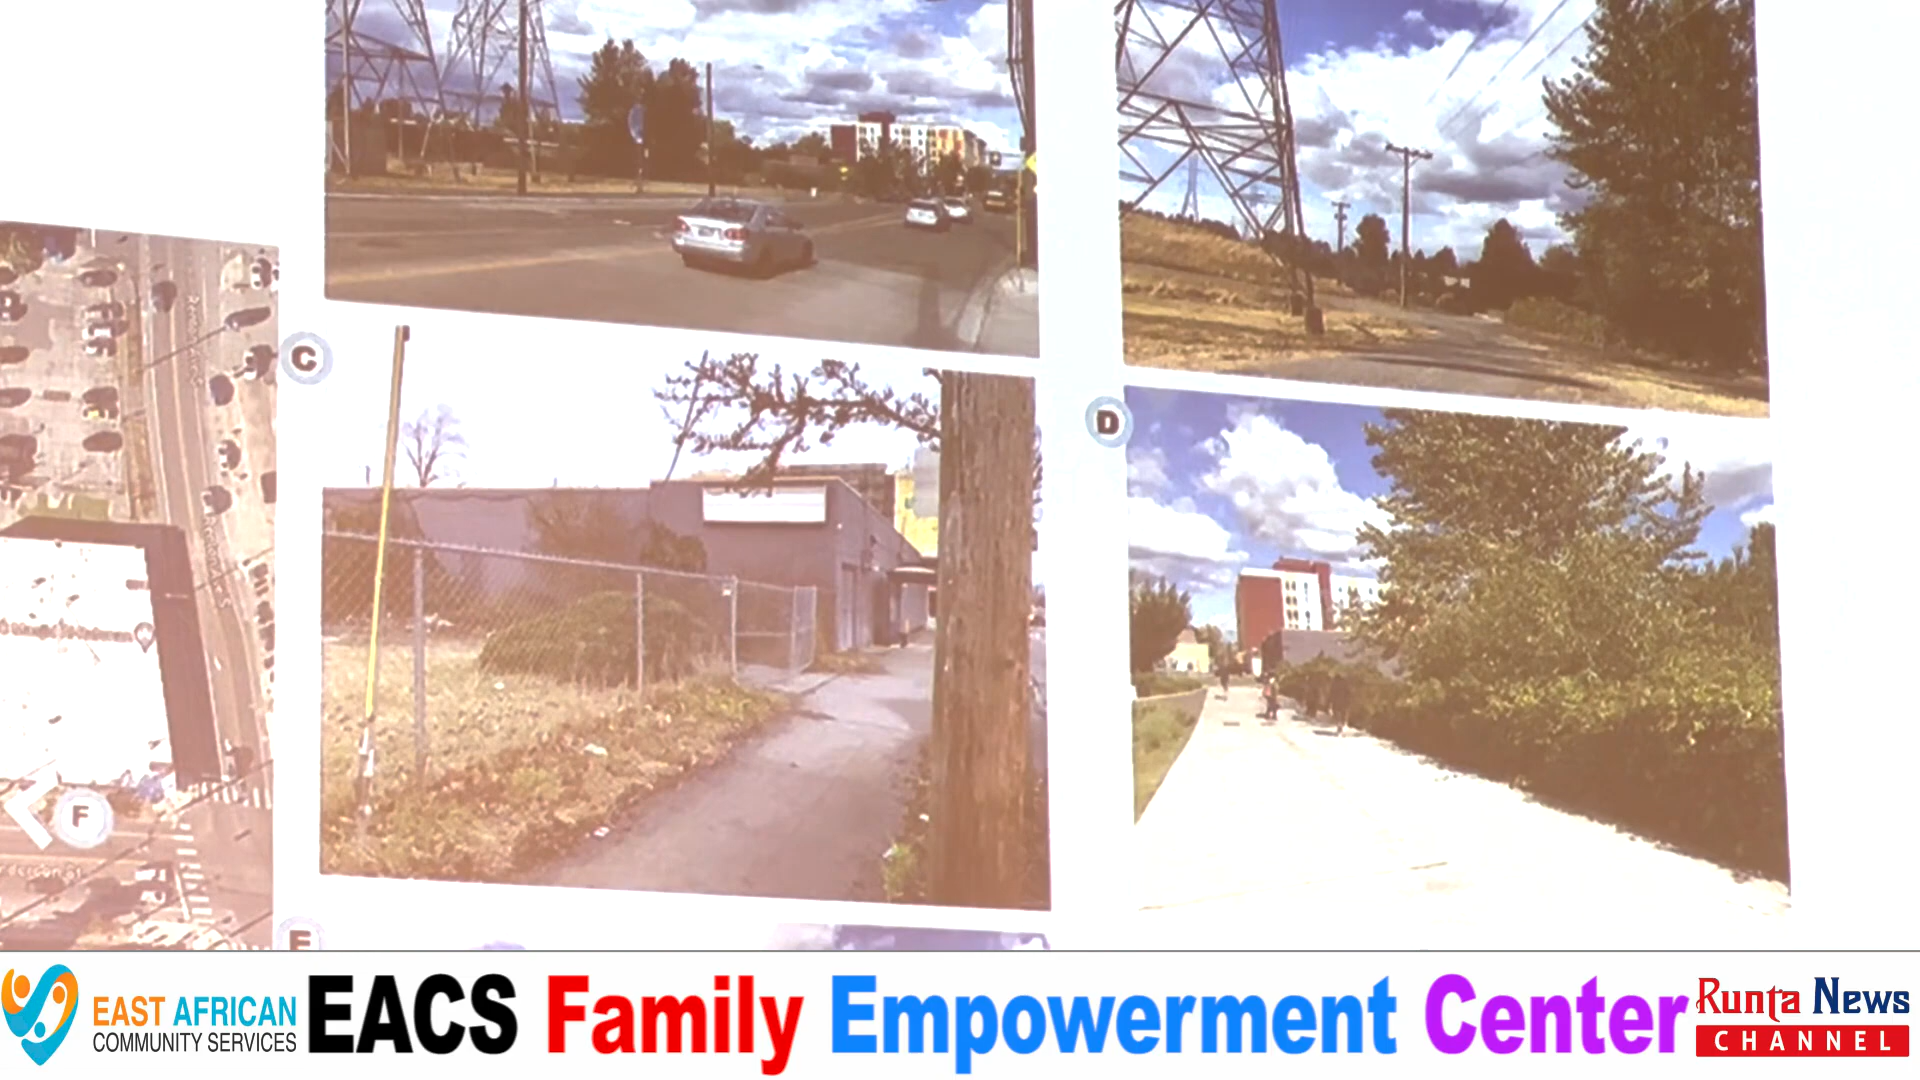 C
D
F
E
EAST AFRICAN
COMMUNITY SERVICES
EACS Family Empowerment Center
Runta News
CHANNEL